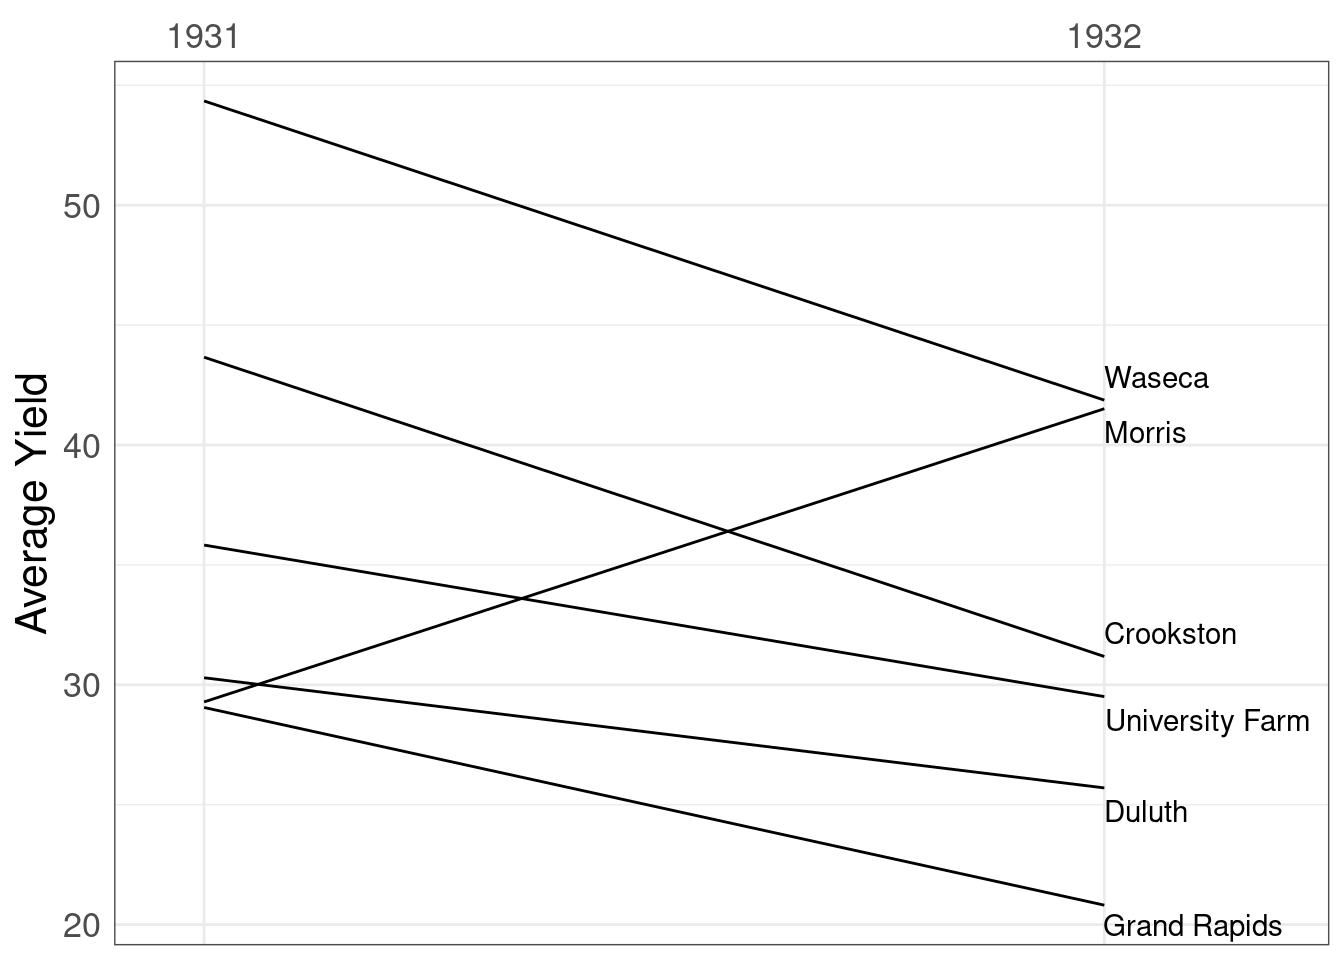 1931
1932
Average Yield
50
40
30
20
Waseca
Morris
Crookston
University Farm
Duluth
Grand Rapids